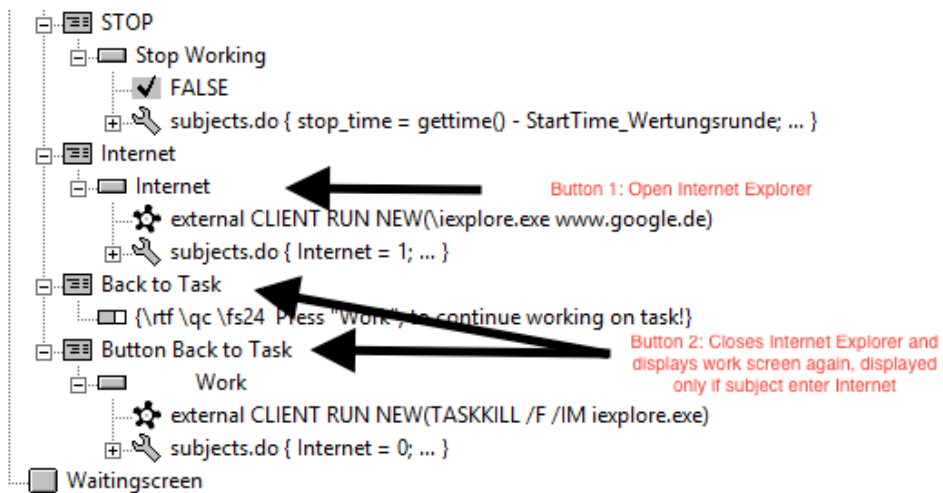 STOP
Stop Working
FALSE
subjects.do { stop_time = gettime() - StartTime_Wertungsrunde; ... }
Internet
Internet
Button 1: Open Internet Explorer
external CLIENT RUN NEW(\iexplore.exe www.google.de)
subjects.do { Internet = 1; ... }
Back to Task
{\rtf \qc \fs24 Press "Work", to continue working on task!}
Button Back to Task
Button 2: Closes Internet Explorer and
displays work screen again, displayed
only if subject enter Internet
Work
external CLIENT RUN NEW(TASKKILL /F /IM iexplore.exe)
subjects.do { Internet = 0; ... }
Waitingscreen